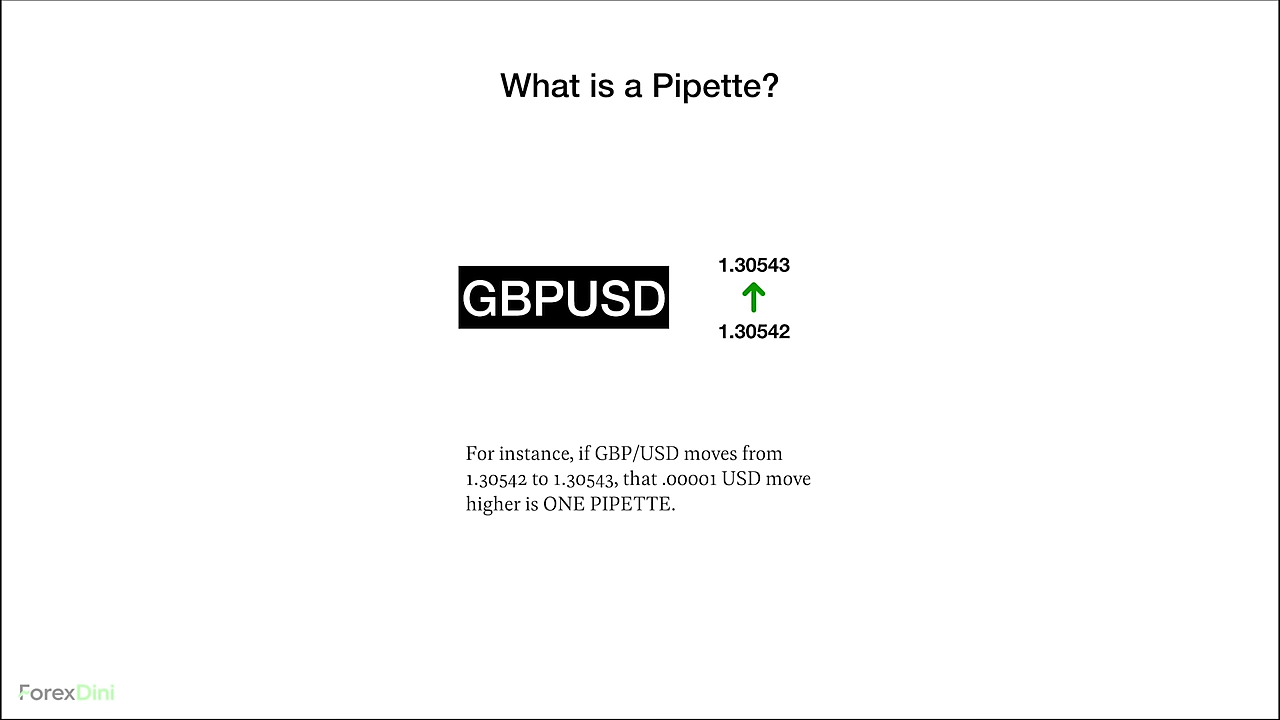 What is a Pipette?
GBPUSD
1.30543
1.30542
For instance, if GBP/USD moves from
1.30542 to 1.30543, that .00001 USD move
higher is ONE PIPETTE.
ForexDini